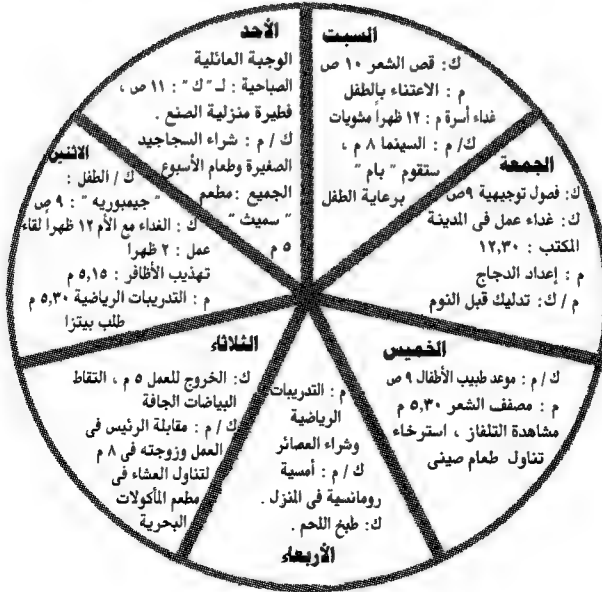 السبت
ك: قص الشعر ١٠ ص
م : الاعتناء بالطفل
غداء أسرة م : ١٢ ظهراً مشويات
ك/ م : السينما ٨ م ،
ستقوم " بام "
برعاية الطفل
الأحد
الوجبة العائلية
الصباحية : لـ " ك " : ١١ ص ،
فطيرة منزلية الصنع .
ك / م : شراء السجاجيد
الصغيرة وطعام الأسبوع
الجميع : مطعم
" سميث "
٥ م
الاثنين
ك / الطفل :
" جيمبوريه " : ٩ ص
ك : الغداء مع الأم ١٢ ظهراً لقاء
عمل : ٢ ظهراً
تهذيب الأظافر : ٥,١٥ م
م : التدريبات الرياضية ٥,٣٠ م
طلب بيتزا
الثلاثاء
ك: الخروج للعمل ٥ م ، التقاط
البياضات الجافة
ك / م : مقابلة الرئيس فى
العمل وزوجته فى ٨ م
لتناول العشاء فى
مطعم المأكولات
البحرية
م : التدريبات
الرياضية
وشراء العصائر
ك / م : أمسية
رومانسية فى المنزل .
ك: طبخ اللحم .
الأربعاء
الخميس
ك / م : موعد طبيب الأطفال ٩ ص
م : مصفف الشعر ٥,٣٠ م
مشاهدة التلفاز ، استرخاء
تناول طعام صينى
الجمعة
ك: فصول توجيهية ٩ص
ك: غداء عمل فى المدينة
المكتب : ١٢,٣٠
م : إعداد الدجاج
م / ك: تدليك قبل النوم